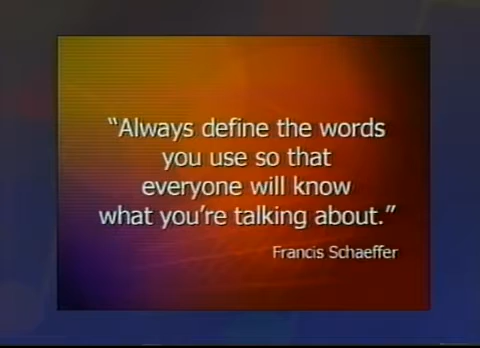 “Always define the words
you use so that
everyone will know
what you’re talking about.”
Francis Schaeffer